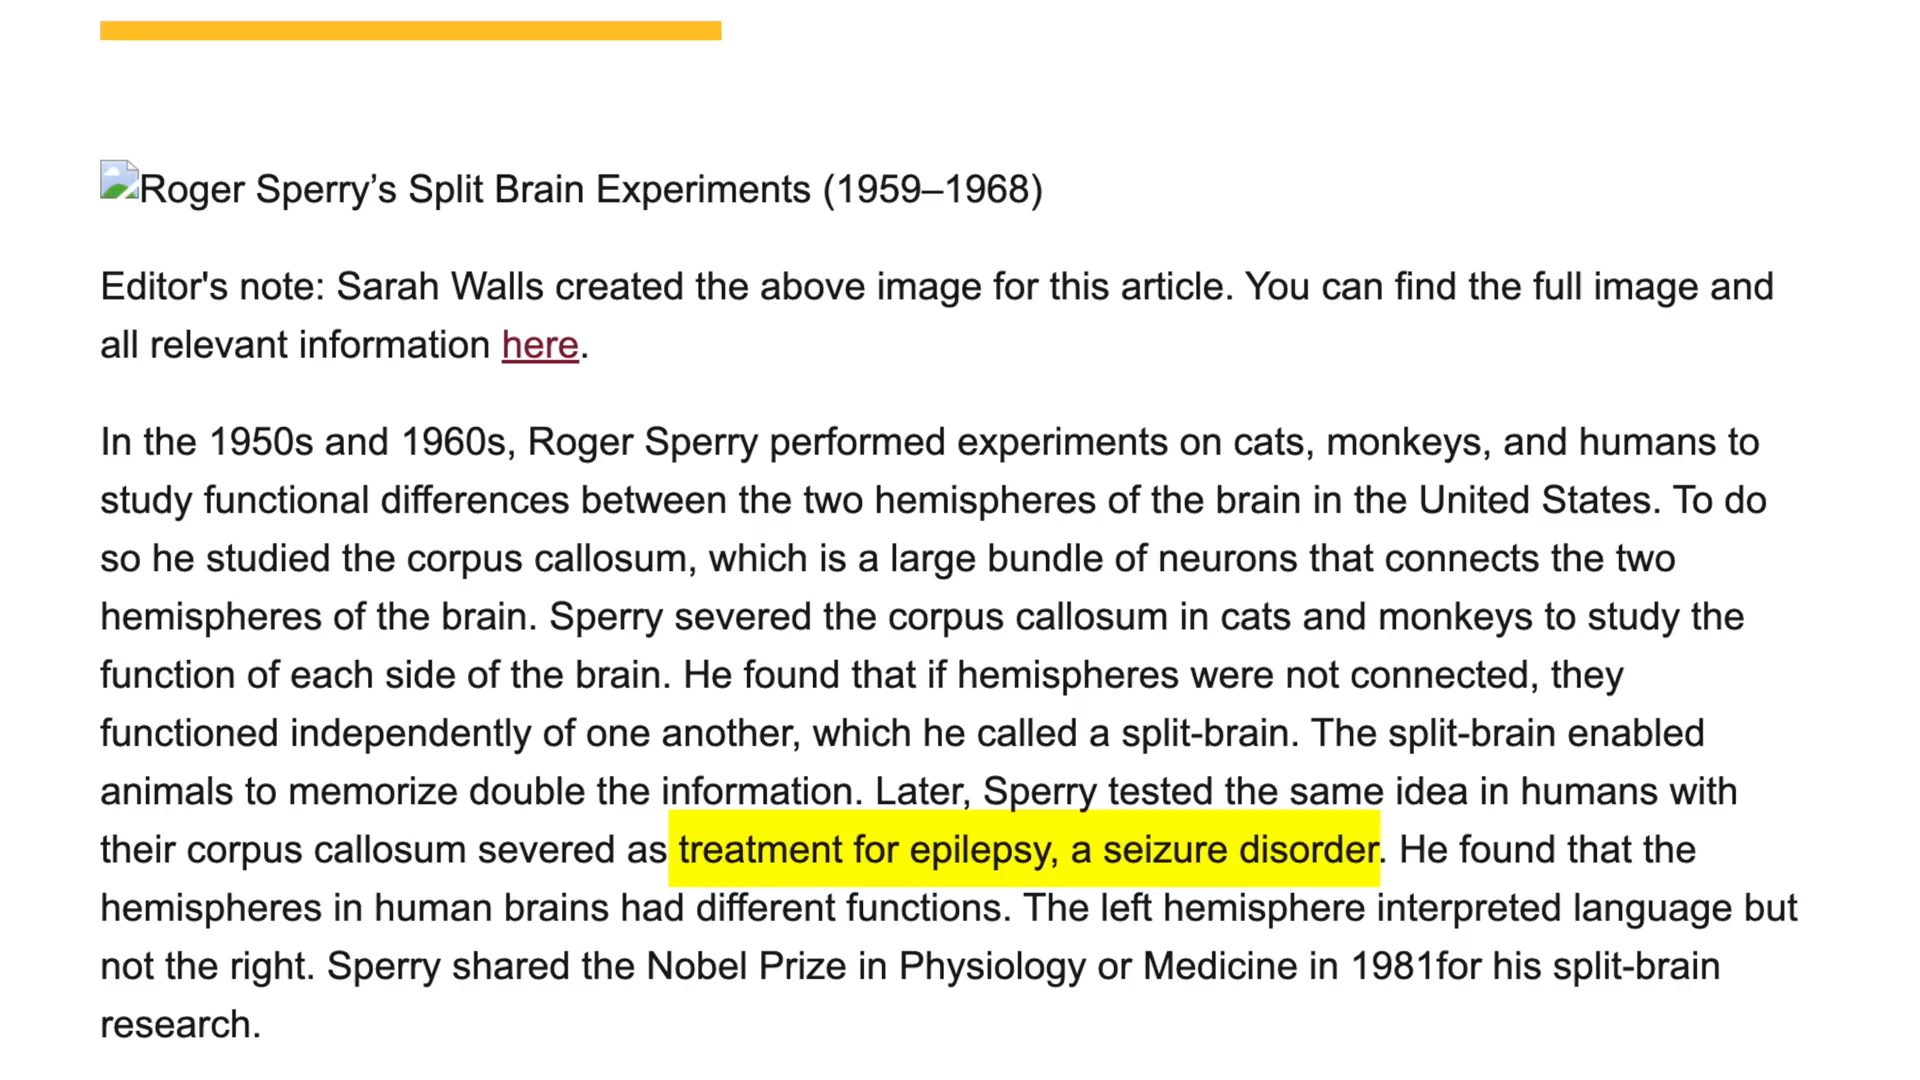 Roger Sperry’s Split Brain Experiments (1959–1968)
Editor's note: Sarah Walls created the above image for this article. You can find the full image and
all relevant information here.
In the 1950s and 1960s, Roger Sperry performed experiments on cats, monkeys, and humans to
study functional differences between the two hemispheres of the brain in the United States. To do
so he studied the corpus callosum, which is a large bundle of neurons that connects the two
hemispheres of the brain. Sperry severed the corpus callosum in cats and monkeys to study the
function of each side of the brain. He found that if hemispheres were not connected, they
functioned independently of one another, which he called a split-brain. The split-brain enabled
animals to memorize double the information. Later, Sperry tested the same idea in humans with
their corpus callosum severed as treatment for epilepsy, a seizure disorder. He found that the
hemispheres in human brains had different functions. The left hemisphere interpreted language but
not the right. Sperry shared the Nobel Prize in Physiology or Medicine in 1981for his split-brain
research.